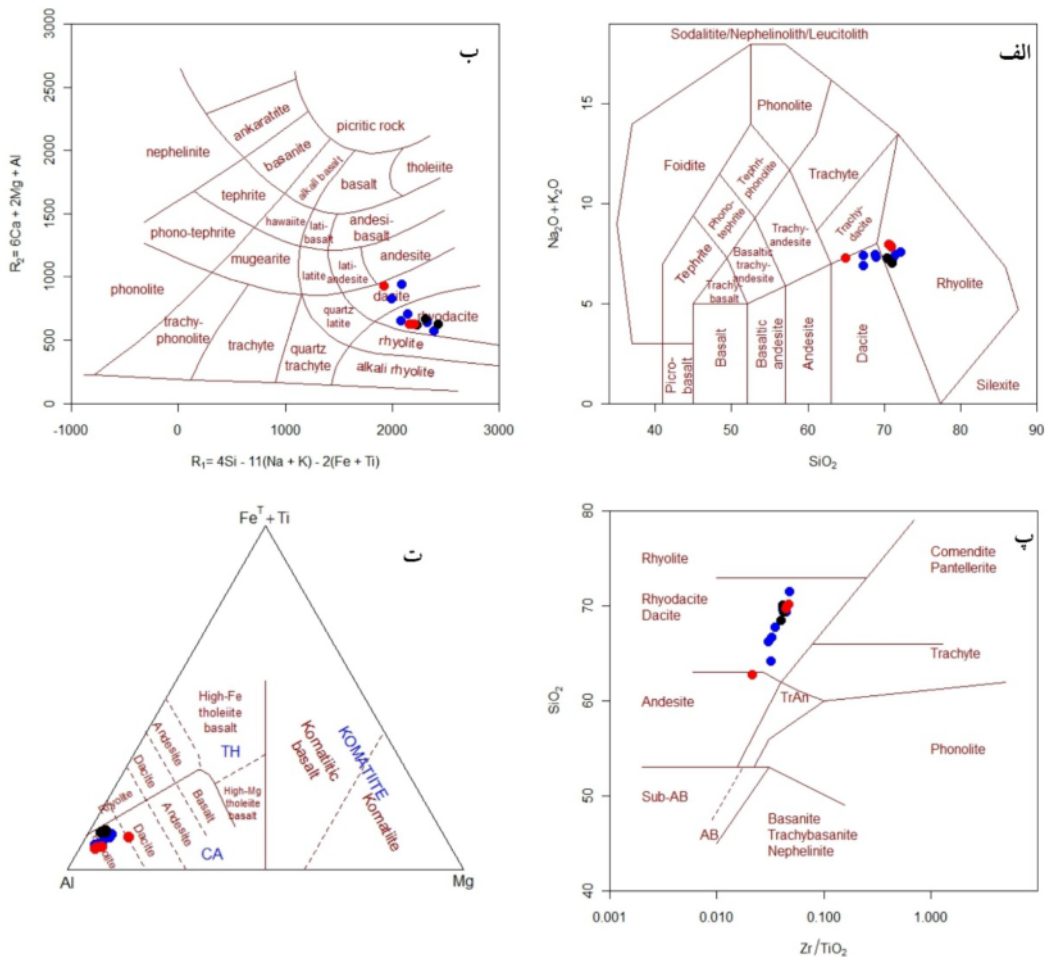 ب
R₂= 6Ca + 2Mg + Al
0
500
1000
1500
2000
2500
3000
ankaratrite
picritic rock
nephelinite
basanite
alkali basalt
basalt
tholeiite
tephrite
hawaiite
lati-
basalt
andesi-
basalt
phono-tephrite
mugearite
latite
lati-
andesite
andesite
phonolite
dacite
quartz
latite
rhyodacite
trachy-
phonolite
trachyte
quartz
trachyte
rhyolite
alkali rhyolite
-1000
0
1000
2000
3000
R₁= 4Si - 11(Na + K) - 2(Fe + Ti)
الف
Na₂O + K₂O
0
5
10
15
Sodalitite/Nephelinolith/Leucitolith
Phonolite
Foidite
Tephri-
phonolite
Trachyte
Phono-
tephrite
Trachy-
dacite
Trachy-
andesite
Tephrite
Basaltic
trachy-
andesite
Trachy-
basalt
Rhyolite
Picro-
basalt
Basalt
Basaltic
andesite
Andesite
Dacite
Silexite
40
50
60
70
80
90
SiO₂
ت
Feᵀ + Ti
High-Fe
tholeiite
basalt
TH
Andesite
Dacite
Rhyolite
High-Mg
tholeiite
basalt
Basalt
Andesite
Dacite
CA
Komatiitic
basalt
KOMATIITE
Komatiite
Al
Mg
پ
SiO₂
40
50
60
70
80
Rhyolite
Comendite
Pantellerite
Rhyodacite
Dacite
Trachyte
Andesite
TrAn
Phonolite
Sub-AB
AB
Basanite
Trachybasanite
Nephelinite
0.001
0.010
0.100
1.000
Zr/TiO₂